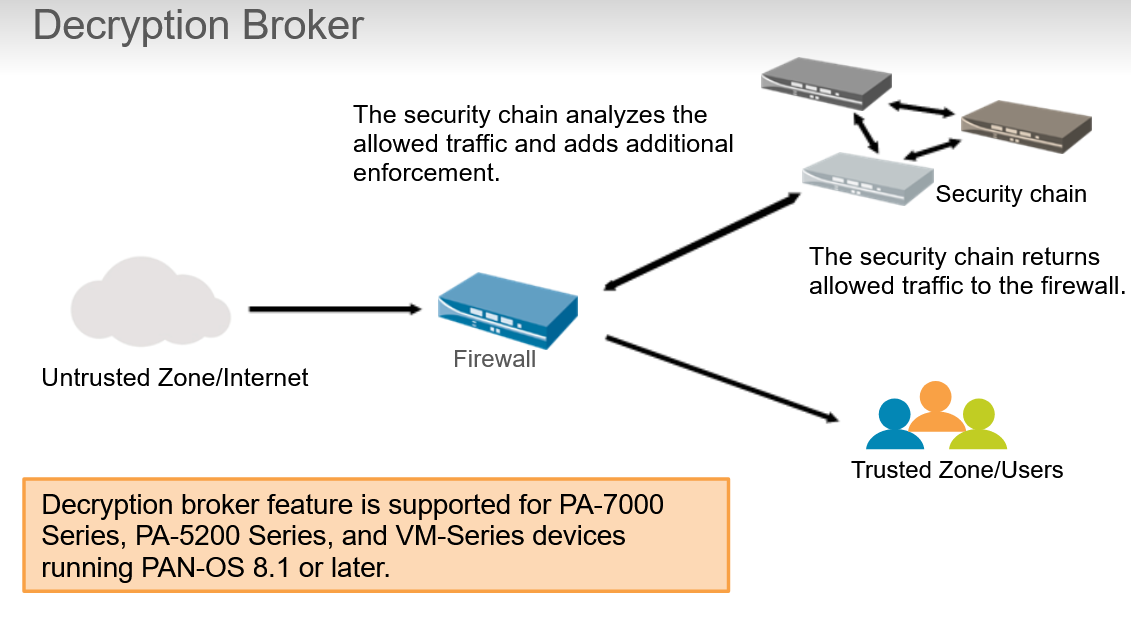 Decryption Broker
The security chain analyzes the
allowed traffic and adds additional
enforcement.
Security chain
The security chain returns
allowed traffic to the firewall.
Firewall
Untrusted Zone/Internet
Trusted Zone/Users
Decryption broker feature is supported for PA-7000
Series, PA-5200 Series, and VM-Series devices
running PAN-OS 8.1 or later.